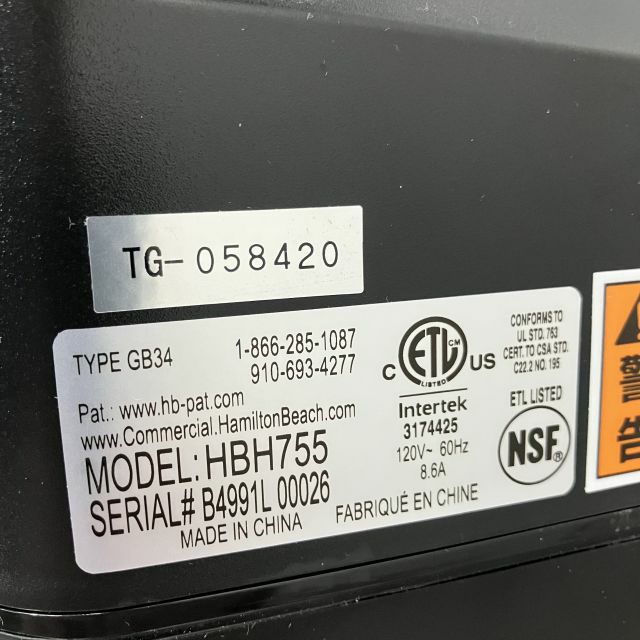 TG-058420
TYPE GB34
1-866-285-1087
910-693-4277
Pat.: www.hb-pat.com
www.Commercial.HamiltonBeach.com
MODEL: HBH755
SERIAL# B4991L 00026
MADE IN CHINA
FABRIQUÉ EN CHINE
C ETL CM US
LISTED
Intertek
3174425
120V~ 60Hz
8.6A
CONFORMS TO
UL STD. 763
CERT. TO CSA STD.
C22.2 NO. 195
ETL LISTED
NSF
警
告